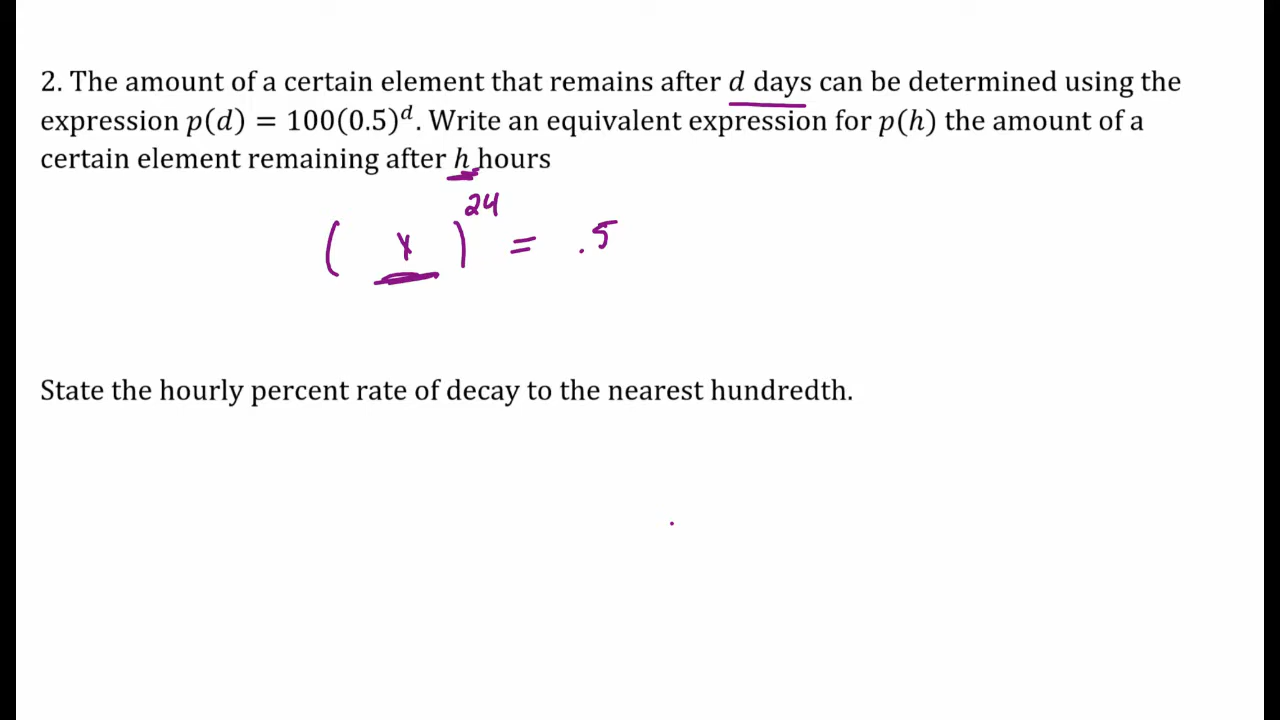 2. The amount of a certain element that remains after d days can be determined using the
expression p(d) = 100(0.5)^d. Write an equivalent expression for p(h) the amount of a
certain element remaining after h hours
( x )^24 = .5
State the hourly percent rate of decay to the nearest hundredth.